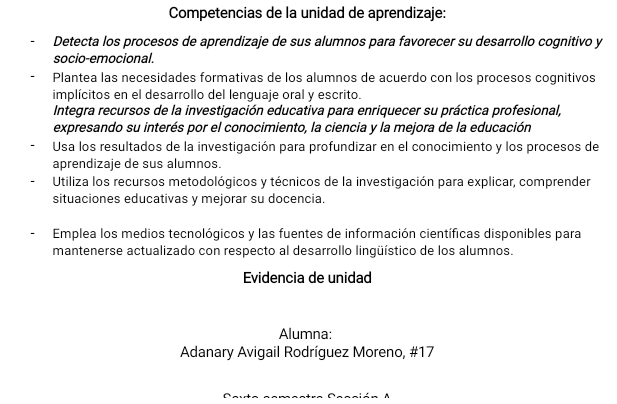 Competencias de la unidad de aprendizaje:
- Detecta los procesos de aprendizaje de sus alumnos para favorecer su desarrollo cognitivo y
socio-emocional.
- Plantea las necesidades formativas de los alumnos de acuerdo con los procesos cognitivos
implícitos en el desarrollo del lenguaje oral y escrito.
Integra recursos de la investigación educativa para enriquecer su práctica profesional,
expresando su interés por el conocimiento, la ciencia y la mejora de la educación
- Usa los resultados de la investigación para profundizar en el conocimiento y los procesos de
aprendizaje de sus alumnos.
- Utiliza los recursos metodológicos y técnicos de la investigación para explicar, comprender
situaciones educativas y mejorar su docencia.
- Emplea los medios tecnológicos y las fuentes de información científicas disponibles para
mantenerse actualizado con respecto al desarrollo lingüístico de los alumnos.
Evidencia de unidad
Alumna:
Adanary Avigail Rodríguez Moreno, #17
Sexto semestre Sección A